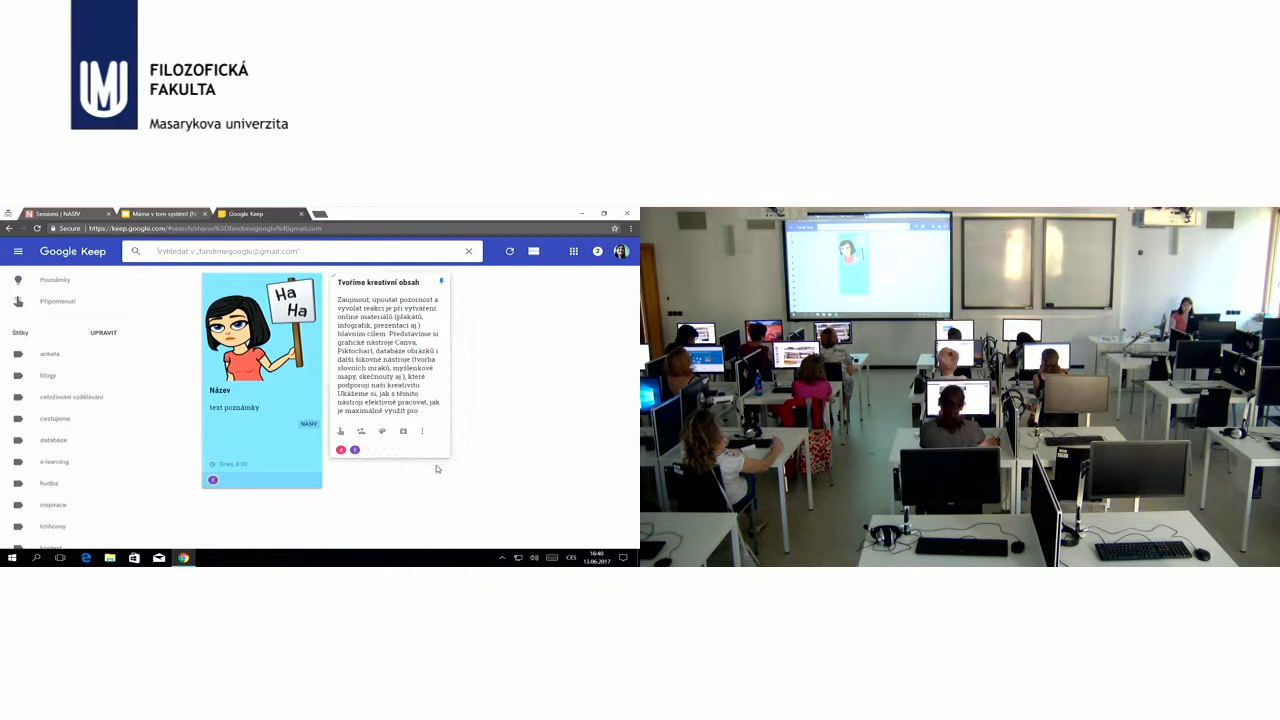 FILOZOFICKÁ
FAKULTA
Masarykova univerzita
Sessions | NASIV
Máme v tom systém! (N
Google Keep
Secure
https://keep.google.com/#search/sharee%3Dfandimegooglu%40gmail.com
Google Keep
Vyhledat v „fandimegooglu@gmail.com“
2
Poznámky
Připomenutí
Štítky
UPRAVIT
anketa
blogy
celoživotní vzdělávání
cestujeme
databáze
e-learning
hudba
inspirace
knihovny
Ha
Ha
Název
text poznámky
NASIV
Dnes, 8:00
f
Tvoříme kreativní obsah
Zaujmout, upoutat pozornost a
vyvolat reakci je při vytváření
online materiálů (plakátů,
infografik, prezentací aj.)
hlavním cílem. Představíme si
grafické nástroje Canva,
Piktochart, databáze obrázků i
další šikovné nástroje (tvorba
slovních mraků, myšlenkové
mapy, skečnouty aj.), které
podporují naši kreativitu
Ukážeme si, jak s těmito
nástroji efektivně pracovat, jak
je maximálně využít pro
d
f
CES
16:40
13.06.2017